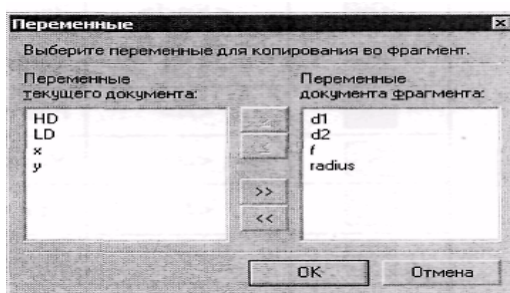 Переменные
Выберите переменные для копирования во фрагмент.
Переменные
текущего документа:
HD
LD
x
y
>
<
>>
<<
Переменные
документа фрагмента:
d1
d2
f
radius
OK
Отмена